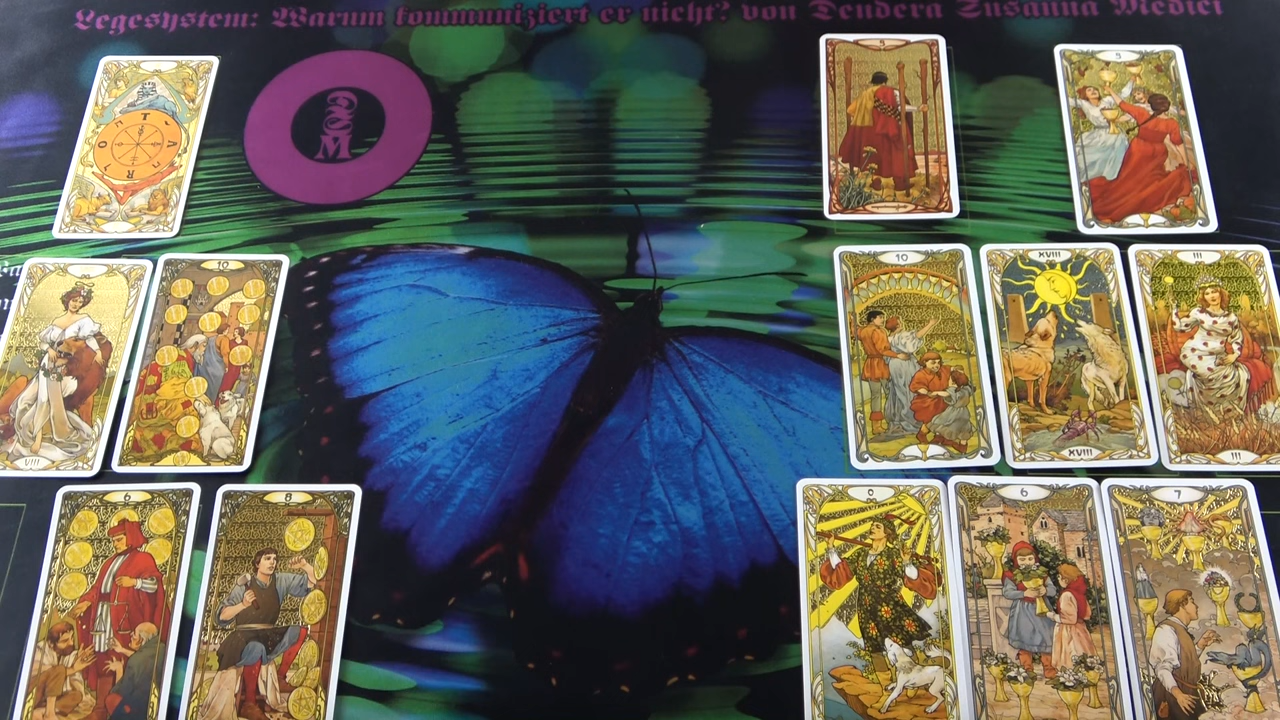 Legesystem: Warum kommuniziert er nicht? von Dendera Susanna Medici
3
10
10
XVIII
III
VIII
XVIII
III
6
8
0
6
7